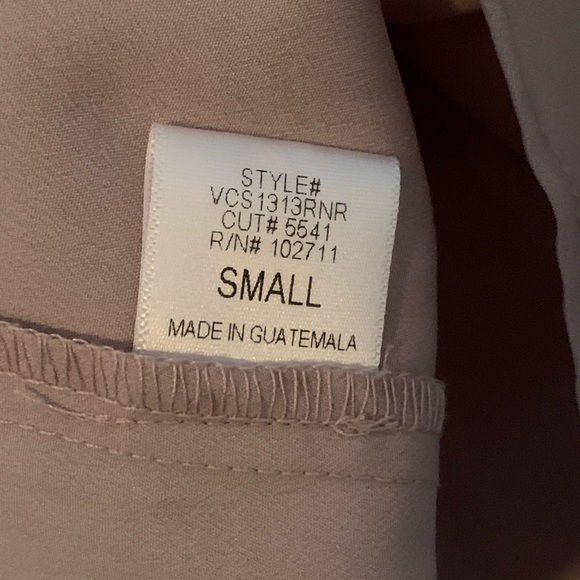 STYLE#
VCS1313RNR
CUT# 5541
R/N# 102711
SMALL
MADE IN GUATEMALA